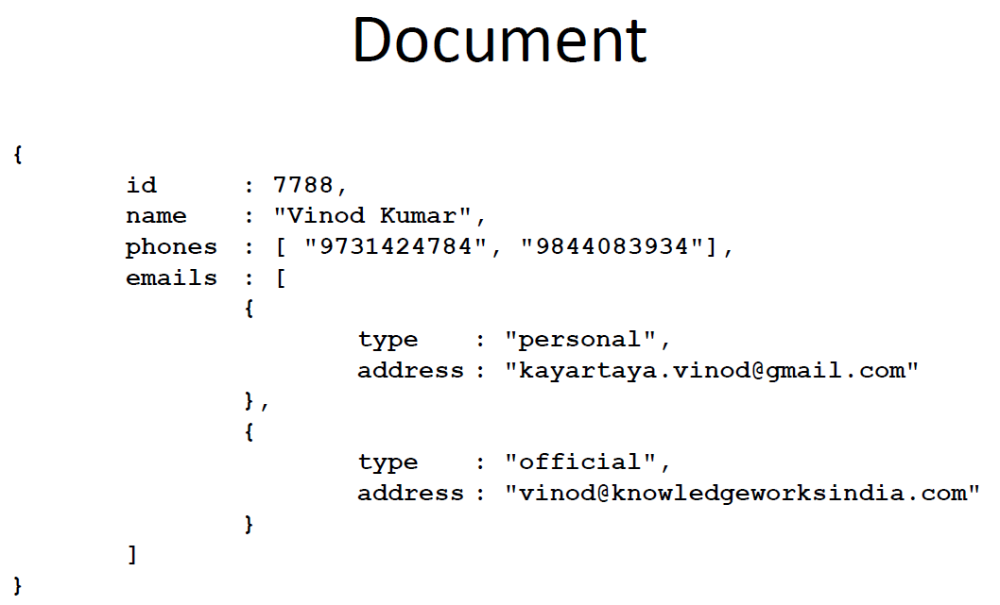 Document
{
id : 7788,
name : "Vinod Kumar",
phones : [ "9731424784", "9844083934"],
emails : [
{
type : "personal",
address : "kayartaya.vinod@gmail.com"
},
{
type : "official",
address : "vinod@knowledgeworksindia.com"
}
]
}